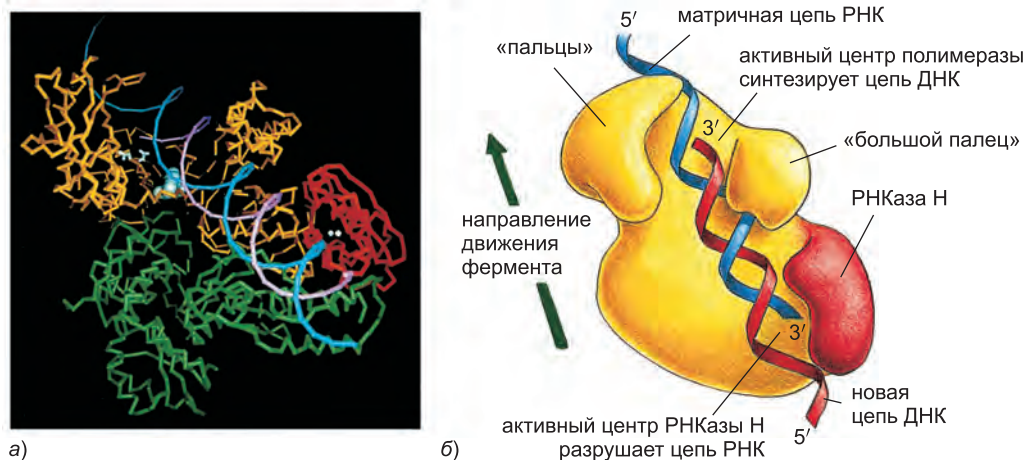 5′
матричная цепь РНК
«пальцы»
активный центр полимеразы
синтезирует цепь ДНК
3′
«большой палец»
РНКаза Н
направление
движения
фермента
3′
новая
цепь ДНК
активный центр РНКазы Н
разрушает цепь РНК
5′
а)
б)